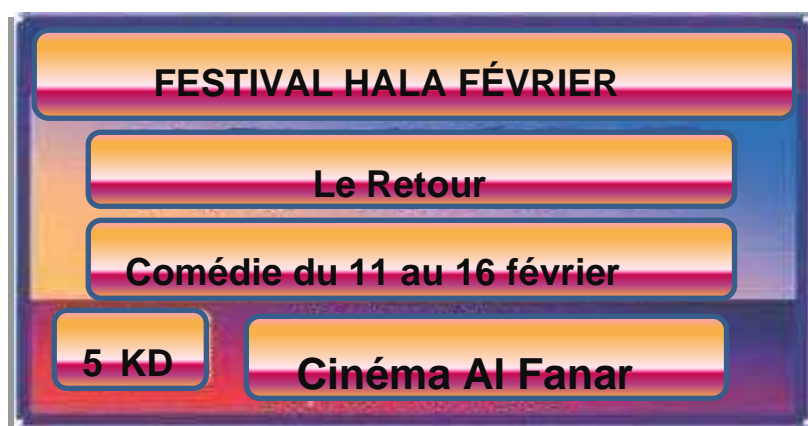 FESTIVAL HALA FÉVRIER
Le Retour
Comédie du 11 au 16 février
5 KD
Cinéma Al Fanar